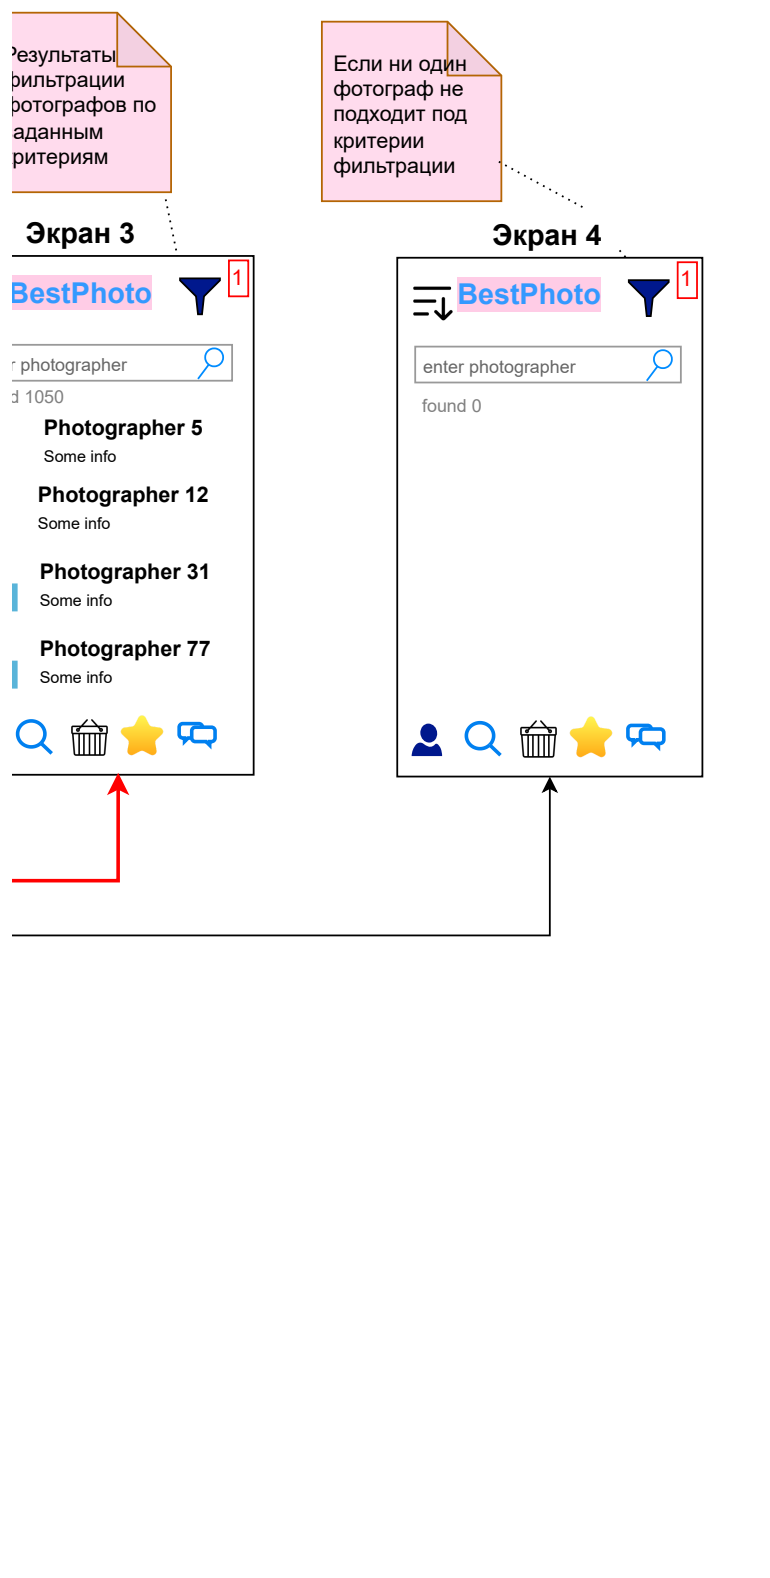 Результаты
фильтрации
фотографов по
заданным
критериям
Если ни один
фотограф не
подходит под
критерии
фильтрации
Экран 3
BestPhoto
1
photographer
1050
Photographer 5
Some info
Photographer 12
Some info
Photographer 31
Some info
Photographer 77
Some info
Экран 4
BestPhoto
1
enter photographer
found 0